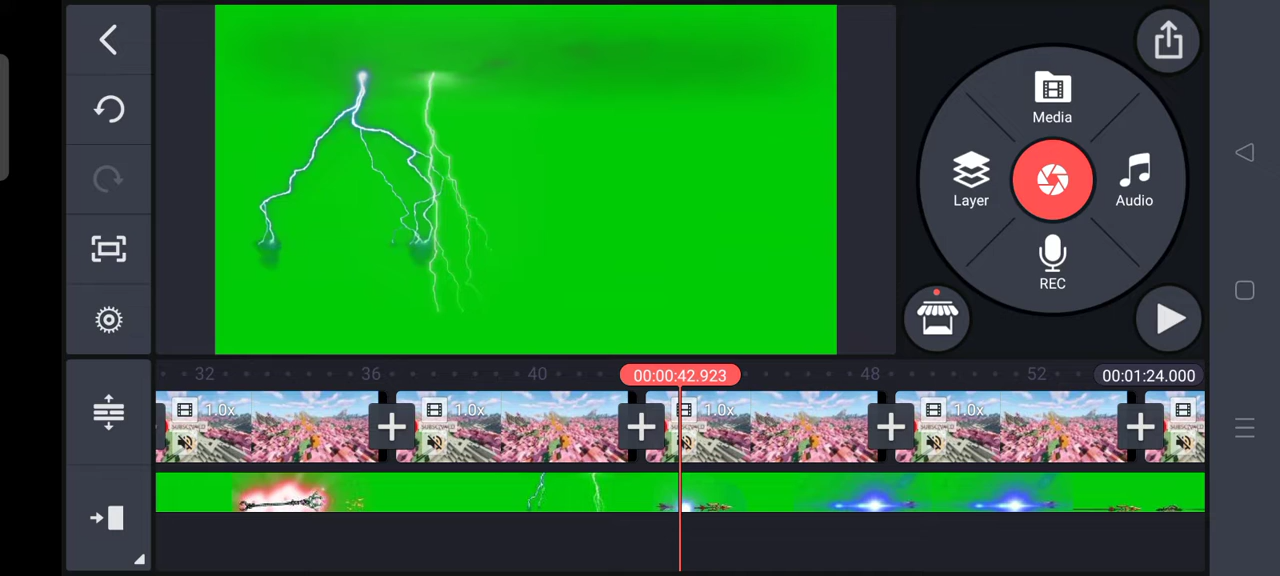 Media
Layer
Audio
REC
32
36
40
00:00:42.923
48
52
00:01:24.000
1.0x
1.0x
1.0x
1.0x